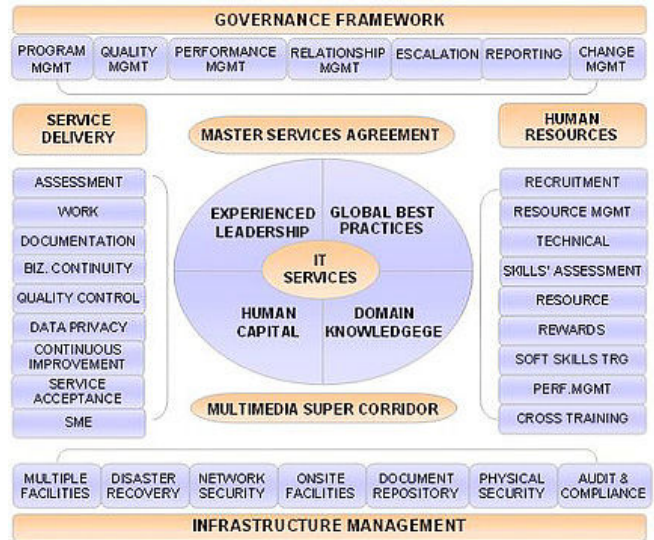 GOVERNANCE FRAMEWORK
PROGRAM
MGMT
QUALITY
MGMT
PERFORMANCE
MGMT
RELATIONSHIP
MGMT
ESCALATION
REPORTING
CHANGE
MGMT
SERVICE
DELIVERY
MASTER SERVICES AGREEMENT
HUMAN
RESOURCES
ASSESSMENT
WORK
DOCUMENTATION
BIZ. CONTINUITY
QUALITY CONTROL
DATA PRIVACY
CONTINUOUS
IMPROVEMENT
SERVICE
ACCEPTANCE
SME
EXPERIENCED
LEADERSHIP
GLOBAL BEST
PRACTICES
IT
SERVICES
HUMAN
CAPITAL
DOMAIN
KNOWLEDGEGE
MULTIMEDIA SUPER CORRIDOR
RECRUITMENT
RESOURCE MGMT
TECHNICAL
SKILLS' ASSESSMENT
RESOURCE
REWARDS
SOFT SKILLS TRG
PERF.MGMT
CROSS TRAINING
MULTIPLE
FACILITIES
DISASTER
RECOVERY
NETWORK
SECURITY
ONSITE
FACILITIES
DOCUMENT
REPOSITORY
PHYSICAL
SECURITY
AUDIT &
COMPLIANCE
INFRASTRUCTURE MANAGEMENT